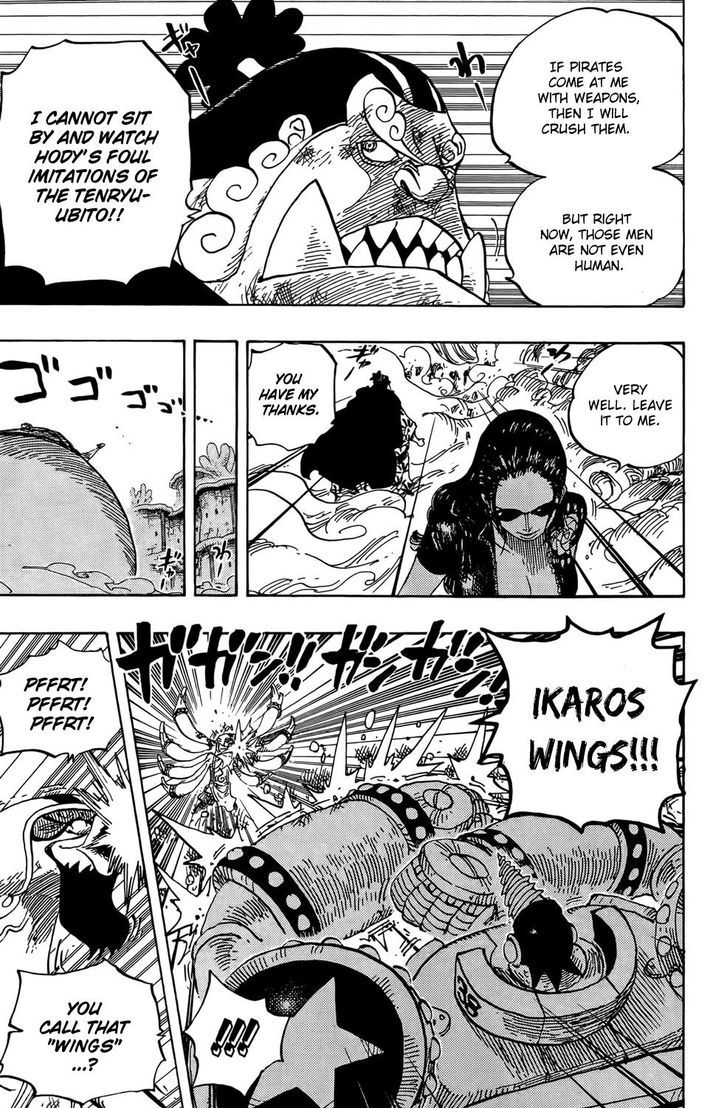 IF PIRATES
COME AT ME
WITH WEAPONS,
THEN I WILL
CRUSH THEM.
BUT RIGHT
NOW, THOSE MEN
ARE NOT EVEN
HUMAN.
I CANNOT SIT
BY AND WATCH
HODY'S FOUL
IMITATIONS OF
THE TENRYU-
UBITO!!
VERY
WELL. LEAVE
IT TO ME.
YOU
HAVE MY
THANKS.
ゴゴゴ
IKAROS
WINGS!!!
ガガガン!! ガンガン!!
38
!!!
PFFRT!
PFFRT!
PFFRT!
YOU
CALL THAT
"WINGS"
...?